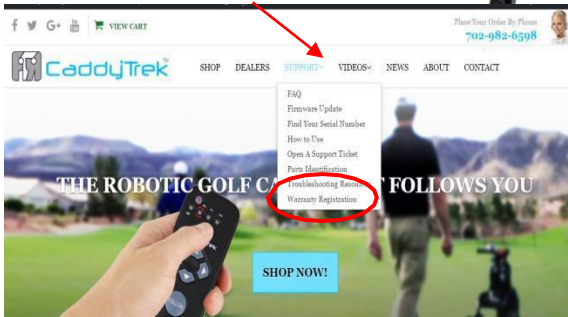 f G+ You VIEW CART
Place Your Order By Phone
702-982-6598
CaddyTrek
SHOP DEALERS SUPPORT VIDEOS NEWS ABOUT CONTACT
FAQ
Firmware Update
Find Your Serial Number
How to Use
Open A Support Ticket
Parts Identification
Troubleshooting
Warranty Registration
THE ROBOTIC GOLF CA T FOLLOWS YOU
SHOP NOW!
FOLLOW